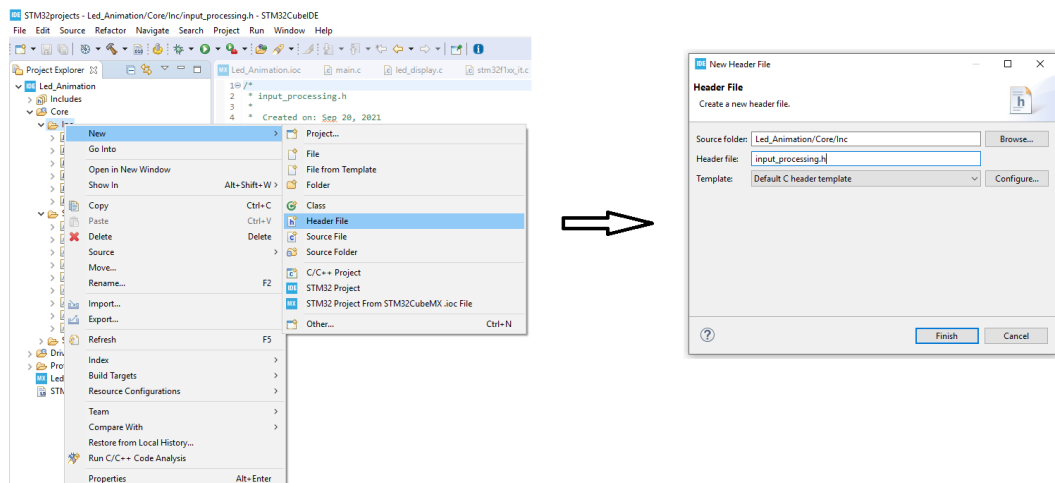 STM32projects - Led_Animation/Core/Inc/input_processing.h - STM32CubeIDE
File Edit Source Refactor Navigate Search Project Run Window Help
Project Explorer
Led_Animation
Includes
Core
Inc
Led_Animation.ioc main.c led_display.c stm32f1xx_it.c
1 /*
2 * input_processing.h
3 *
4 * Created on: Sep 20, 2021
New
Go Into
Open in New Window
Show In Alt+Shift+W >
Copy Ctrl+C
Paste Ctrl+V
Delete Delete
Source
Move...
Rename... F2
Import...
Export...
Refresh F5
Index
Build Targets
Resource Configurations
Team
Compare With
Restore from Local History...
Run C/C++ Code Analysis
Properties Alt+Enter
Project...
File
File from Template
Folder
Class
Header File
Source File
Source Folder
C/C++ Project
STM32 Project
STM32 Project From STM32CubeMX .ioc File
Other... Ctrl+N
Driv
Pro
Led
STM
New Header File
Header File
Create a new header file.
Source folder: Led_Animation/Core/Inc Browse...
Header file: input_processing.h
Template: Default C header template Configure...
Finish Cancel